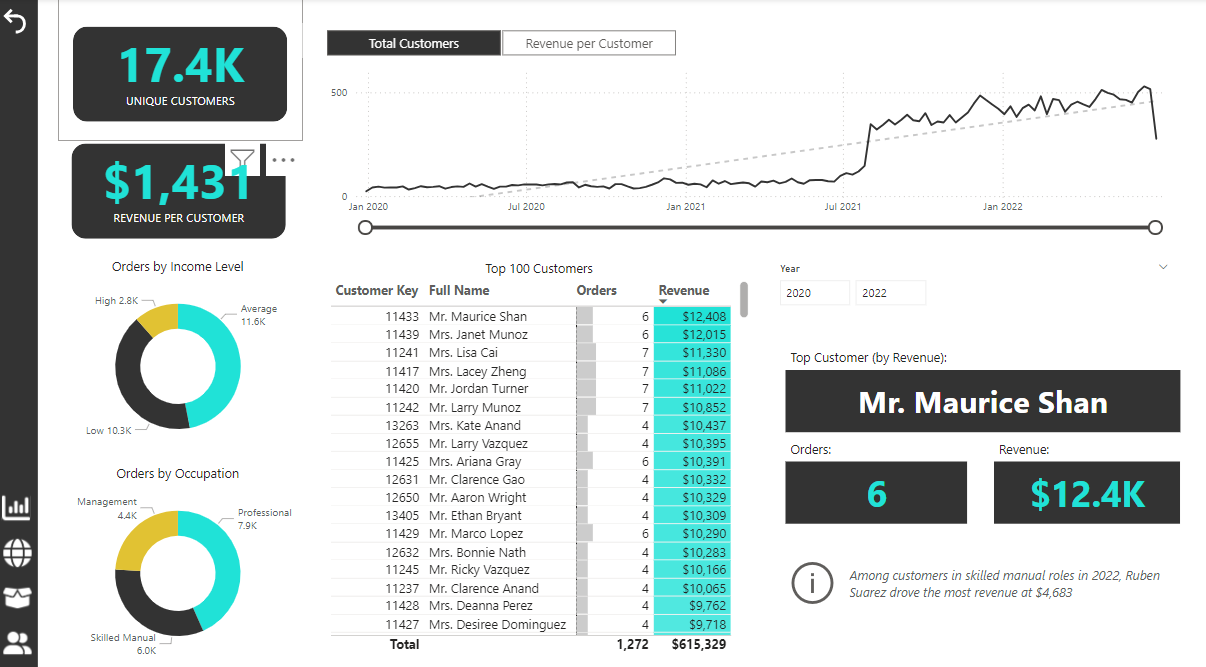 17.4K
UNIQUE CUSTOMERS
$1,431
REVENUE PER CUSTOMER
Total Customers
Revenue per Customer
500
0
Jan 2020
Jul 2020
Jan 2021
Jul 2021
Jan 2022
Orders by Income Level
High 2.8K
Average
11.6K
Low 10.3K
Orders by Occupation
Management
4.4K
Professional
7.9K
Skilled Manual
6.0K
Top 100 Customers
Customer Key Full Name Orders Revenue
11433 Mr. Maurice Shan 6 $12,408
11439 Mrs. Janet Munoz 6 $12,015
11241 Mrs. Lisa Cai 7 $11,330
11417 Mrs. Lacey Zheng 7 $11,086
11420 Mr. Jordan Turner 7 $11,022
11242 Mr. Larry Munoz 7 $10,852
13263 Mrs. Kate Anand 4 $10,437
12655 Mr. Larry Vazquez 4 $10,395
11425 Mrs. Ariana Gray 6 $10,391
12631 Mr. Clarence Gao 4 $10,332
12650 Mr. Aaron Wright 4 $10,329
13405 Mr. Ethan Bryant 4 $10,309
11429 Mr. Marco Lopez 6 $10,290
12632 Mrs. Bonnie Nath 4 $10,283
11245 Mr. Ricky Vazquez 4 $10,166
11237 Mr. Clarence Anand 4 $10,065
11428 Mrs. Deanna Perez 4 $9,762
11427 Mrs. Desiree Dominguez 4 $9,718
Total 1,272 $615,329
Year
2020
2022
Top Customer (by Revenue):
Mr. Maurice Shan
Orders:
6
Revenue:
$12.4K
Among customers in skilled manual roles in 2022, Ruben
Suarez drove the most revenue at $4,683